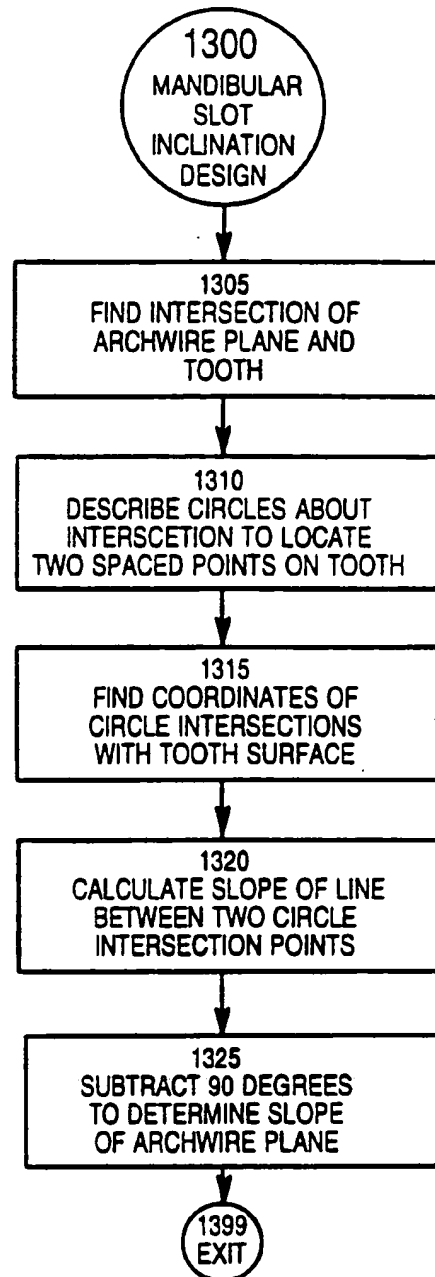 1300
MANDIBULAR
SLOT
INCLINATION
DESIGN
1305
FIND INTERSECTION OF
ARCHWIRE PLANE AND
TOOTH
1310
DESCRIBE CIRCLES ABOUT
INTERSCETION TO LOCATE
TWO SPACED POINTS ON TOOTH
1315
FIND COORDINATES OF
CIRCLE INTERSECTIONS
WITH TOOTH SURFACE
1320
CALCULATE SLOPE OF LINE
BETWEEN TWO CIRCLE
INTERSECTION POINTS
1325
SUBTRACT 90 DEGREES
TO DETERMINE SLOPE
OF ARCHWIRE PLANE
1399
EXIT